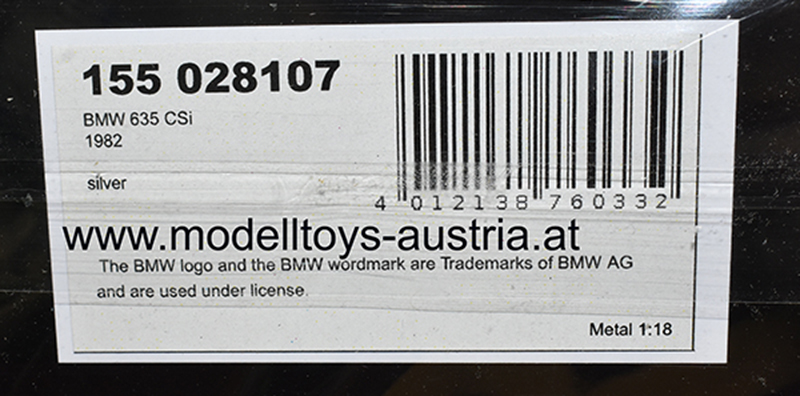 155 028107
BMW 635 CSi
1982
silver
4 012138 760332
www.modelltoys-austria.at
The BMW logo and the BMW wordmark are Trademarks of BMW AG
and are used under license.
Metal 1:18